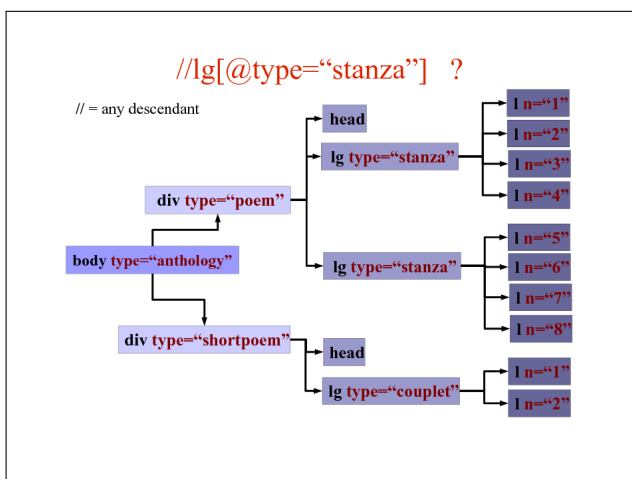 //lg[@type=“stanza”] ?
// = any descendant
head
lg type=“stanza”
l n=“1”
l n=“2”
l n=“3”
l n=“4”
div type=“poem”
lg type=“stanza”
l n=“5”
l n=“6”
l n=“7”
l n=“8”
body type=“anthology”
div type=“shortpoem”
head
lg type=“couplet”
l n=“1”
l n=“2”